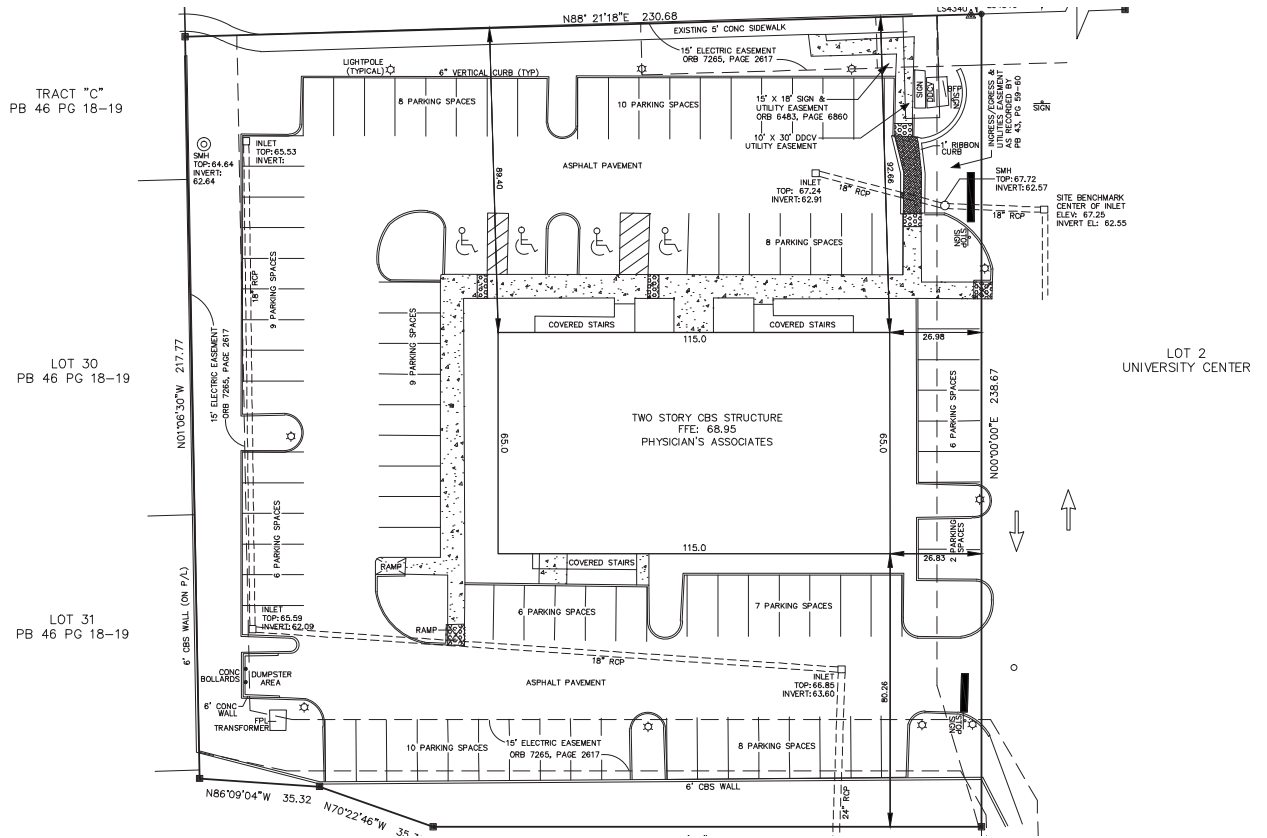 N88° 21'18"E 230.68
EXISTING 5' CONC SIDEWALK
LS4340
15' ELECTRIC EASEMENT
ORB 7265, PAGE 2617
LIGHTPOLE
(TYPICAL)
6" VERTICAL CURB (TYP)
TRACT "C"
PB 46 PG 18-19
8 PARKING SPACES
10 PARKING SPACES
15' X 18' SIGN &
UTILITY EASEMENT
ORB 6483, PAGE 6860
10' X 30' DDCV
UTILITY EASEMENT
SIGN
DDCV
BFP
SIGN
INGRESS/EGRESS &
UTILITIES EASEMENT
AS RECORDED BY
PB 43, PG 59-60
SIGN
1' RIBBON
CURB
SMH
TOP:64.64
INVERT:
62.64
INLET
TOP:65.53
INVERT:
ASPHALT PAVEMENT
89.40
92.66
INLET
TOP: 67.24
INVERT:62.91
18" RCP
SMH
TOP:67.72
INVERT:62.57
18" RCP
SITE BENCHMARK
CENTER OF INLET
ELEV: 67.25
INVERT EL: 62.55
STOP
SIGN
8 PARKING SPACES
18" RCP
9 PARKING SPACES
9 PARKING SPACES
COVERED STAIRS
COVERED STAIRS
115.0
26.98
LOT 30
PB 46 PG 18-19
N01°06'30"W 217.77
15' ELECTRIC EASEMENT
ORB 7265, PAGE 2617
LOT 2
UNIVERSITY CENTER
TWO STORY CBS STRUCTURE
FFE: 68.95
PHYSICIAN'S ASSOCIATES
65.0
65.0
6 PARKING SPACES
N00°00'00"E 238.67
6 PARKING SPACES
2 PARKING
SPACES
115.0
26.83
COVERED STAIRS
RAMP
6' CBS WALL (ON P/L)
LOT 31
PB 46 PG 18-19
INLET
TOP:65.59
INVERT:62.09
6 PARKING SPACES
7 PARKING SPACES
RAMP
18" RCP
CONC
BOLLARDS
DUMPSTER
AREA
ASPHALT PAVEMENT
INLET
TOP:66.85
INVERT:63.60
80.26
6' CONC
WALL
FPL
TRANSFORMER
STOP
SIGN
10 PARKING SPACES
15' ELECTRIC EASEMENT
ORB 7265, PAGE 2617
8 PARKING SPACES
6' CBS WALL
24" RCP
N86°09'04"W 35.32
N70°22'46"W